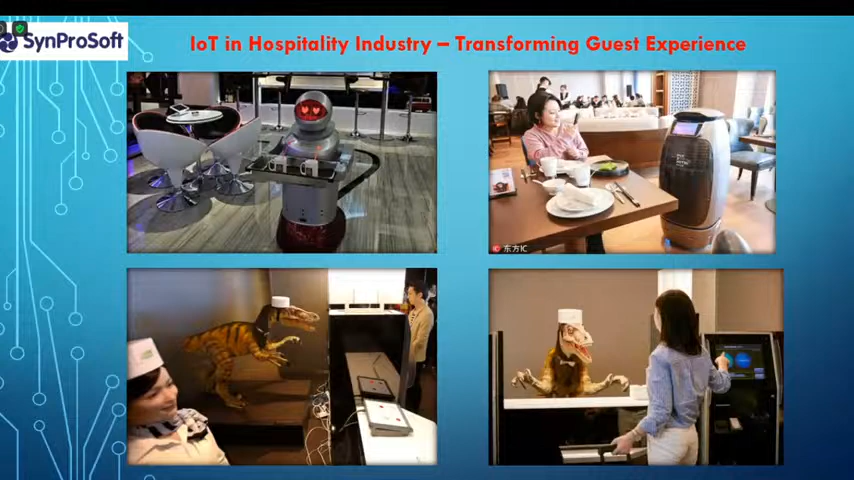 SynProSoft
IoT in Hospitality Industry – Transforming Guest Experience
东方IC